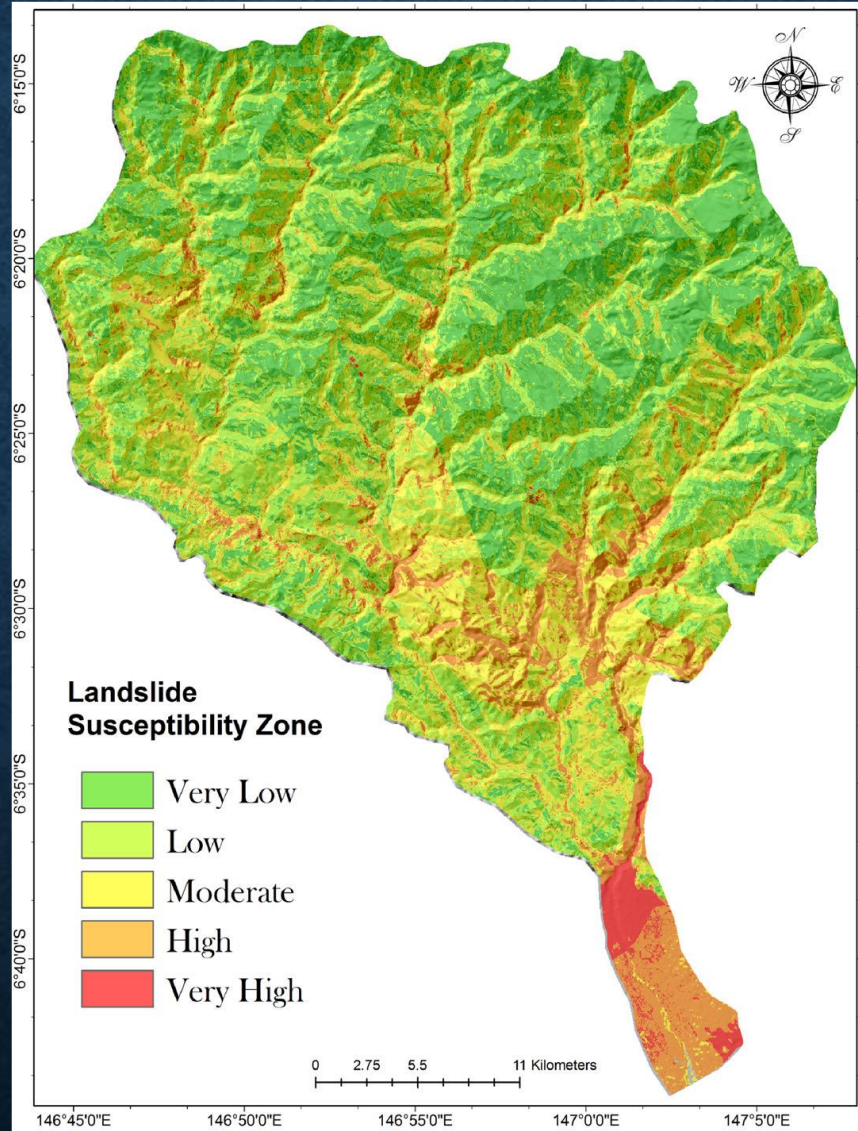 N
W
E
S
6°15'0"S
6°20'0"S
6°25'0"S
6°30'0"S
6°35'0"S
6°40'0"S
Landslide
Susceptibility Zone
Very Low
Low
Moderate
High
Very High
0 2.75 5.5 11 Kilometers
146°45'0"E 146°50'0"E 146°55'0"E 147°0'0"E 147°5'0"E